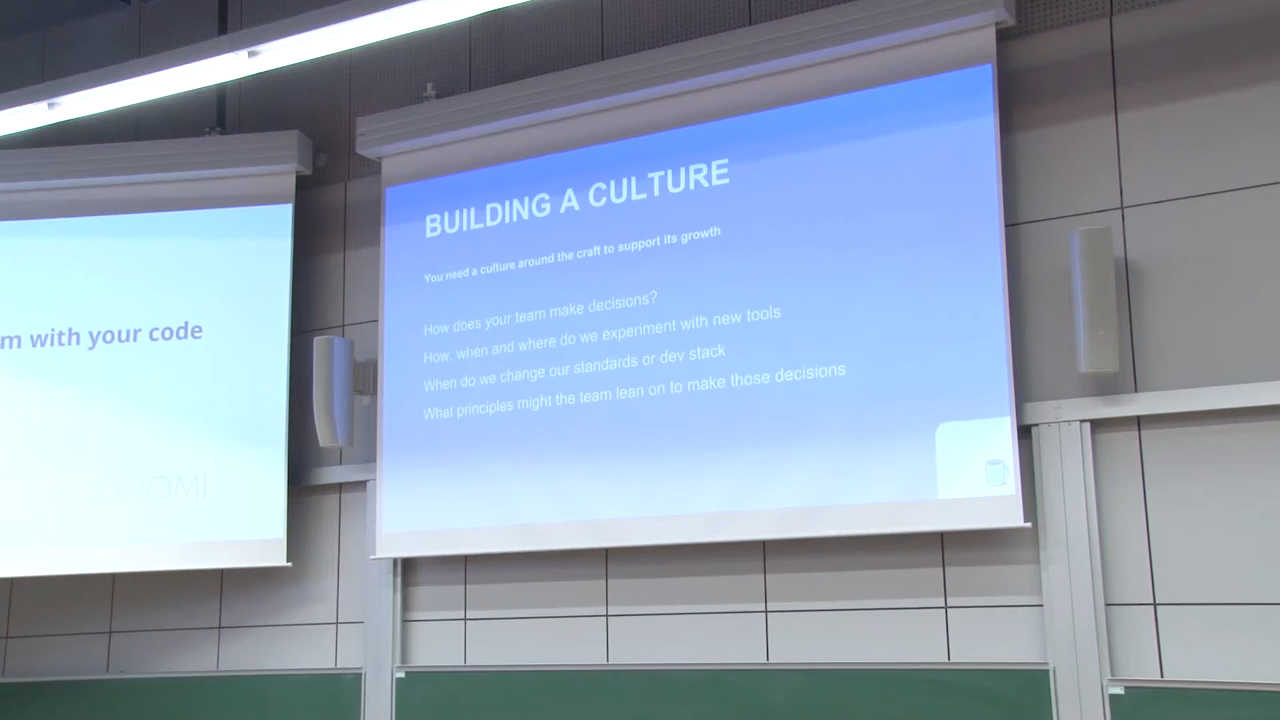 m with your code
BUILDING A CULTURE
You need a culture around the craft to support its growth
How does your team make decisions?
How, when and where do we experiment with new tools
When do we change our standards or dev stack
What principles might the team lean on to make those decisions